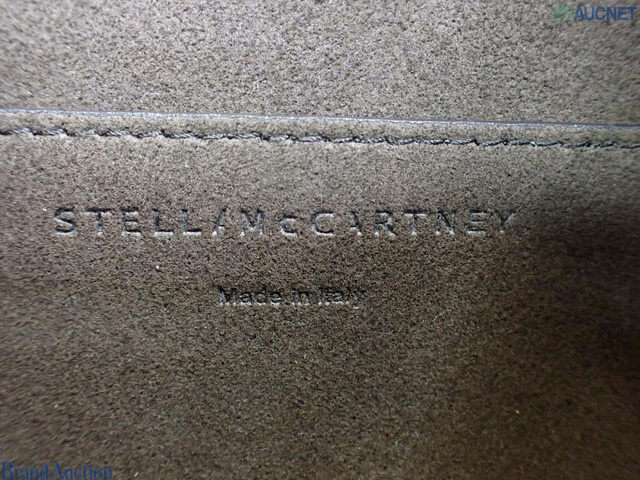 AUCNET
STELLA McCARTNEY
Made in Italy
Brand Auction